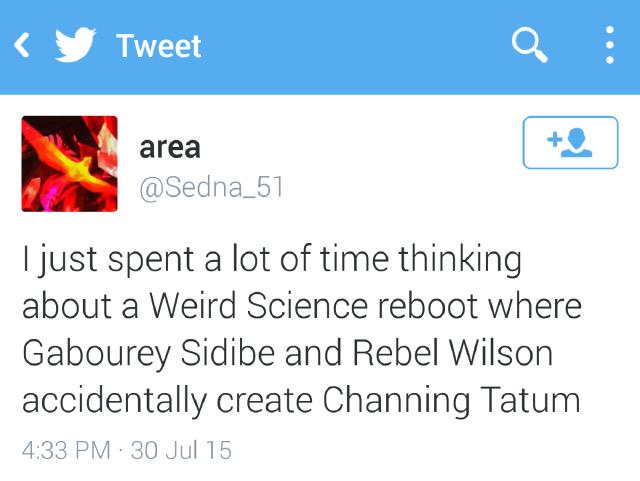 Tweet
area
@Sedna_51
I just spent a lot of time thinking
about a Weird Science reboot where
Gabourey Sidibe and Rebel Wilson
accidentally create Channing Tatum
4:33 PM · 30 Jul 15